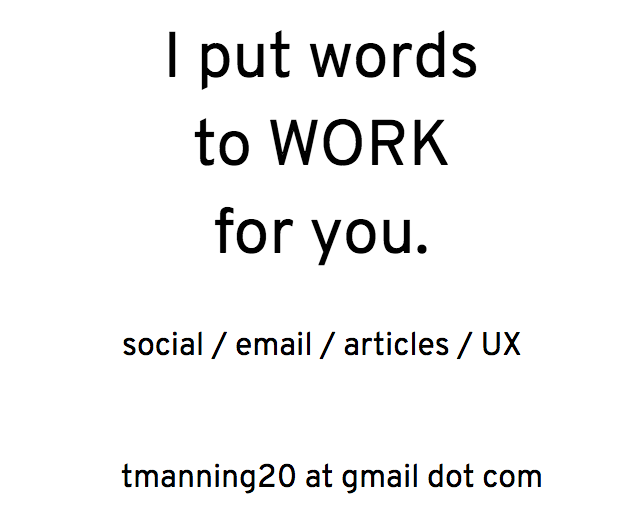 I put words
to WORK
for you.
social / email / articles / UX
tmanning20 at gmail dot com